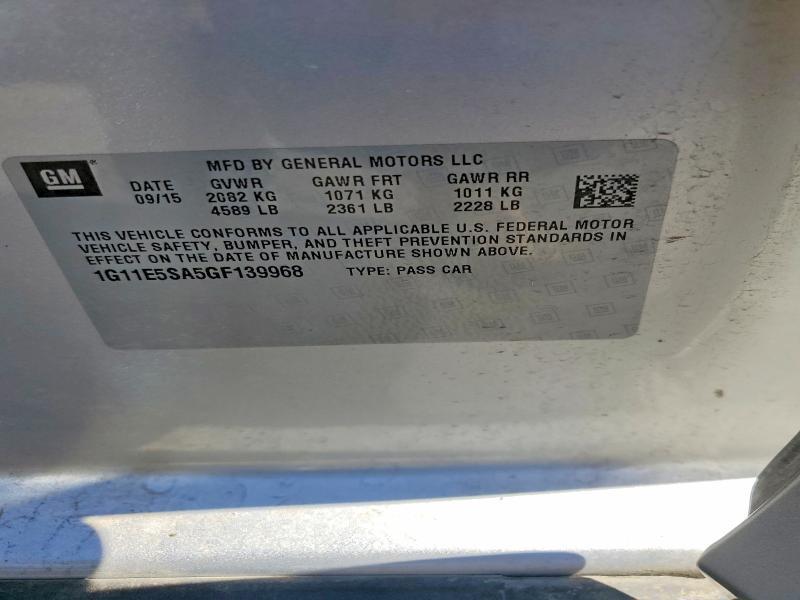 GM®
MFD BY GENERAL MOTORS LLC
DATE GVWR GAWR FRT GAWR RR
09/15 2082 KG 1071 KG 1011 KG
4589 LB 2361 LB 2228 LB
THIS VEHICLE CONFORMS TO ALL APPLICABLE U.S. FEDERAL MOTOR
VEHICLE SAFETY, BUMPER, AND THEFT PREVENTION STANDARDS IN
EFFECT ON THE DATE OF MANUFACTURE SHOWN ABOVE.
1G11E5SA5GF139968 TYPE: PASS CAR